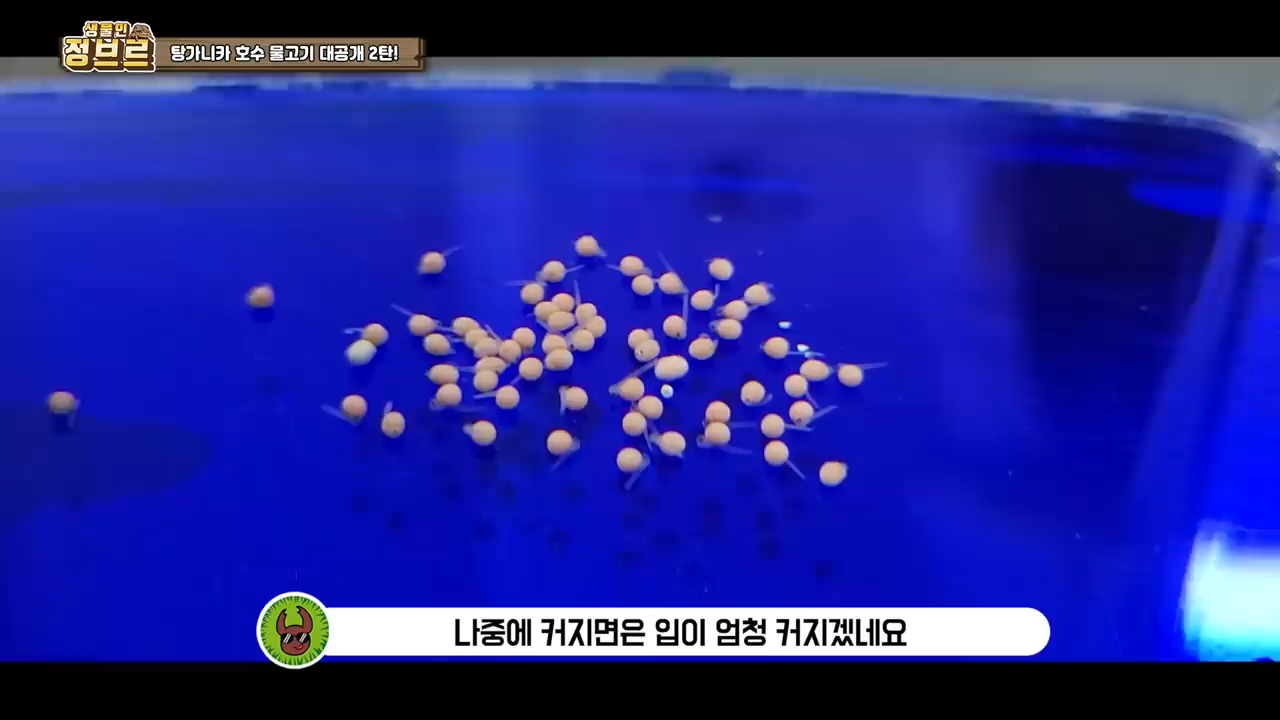 생물인
정브르
탕가니카 호수 물고기 대공개 2탄!
나중에 커지면은 입이 엄청 커지겠네요